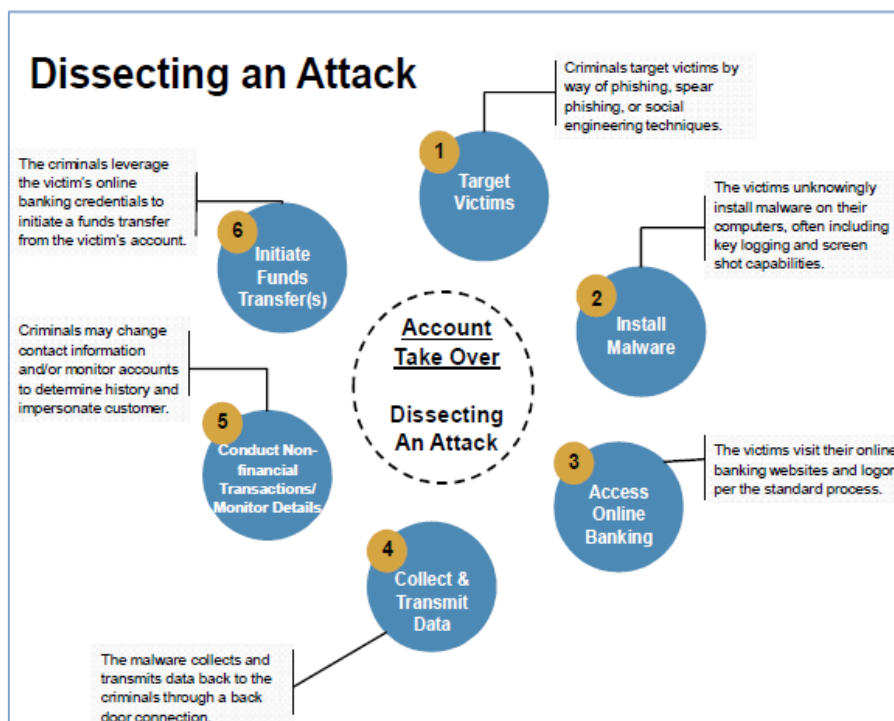 Dissecting an Attack
Criminals target victims by
way of phishing, spear
phishing, or social
engineering techniques.
1
Target
Victims
The victims unknowingly
install malware on their
computers, often including
key logging and screen
shot capabilities.
2
Install
Malware
The victims visit their online
banking websites and logon
per the standard process.
3
Access
Online
Banking
4
Collect &
Transmit
Data
The malware collects and
transmits data back to the
criminals through a back
door connection.
Criminals may change
contact information
and/or monitor accounts
to determine history and
impersonate customer.
5
Conduct Non-
financial
Transactions/
Monitor Details
The criminals leverage
the victim's online
banking credentials to
initiate a funds transfer
from the victim's account.
6
Initiate
Funds
Transfer(s)
Account
Take Over
Dissecting
An Attack